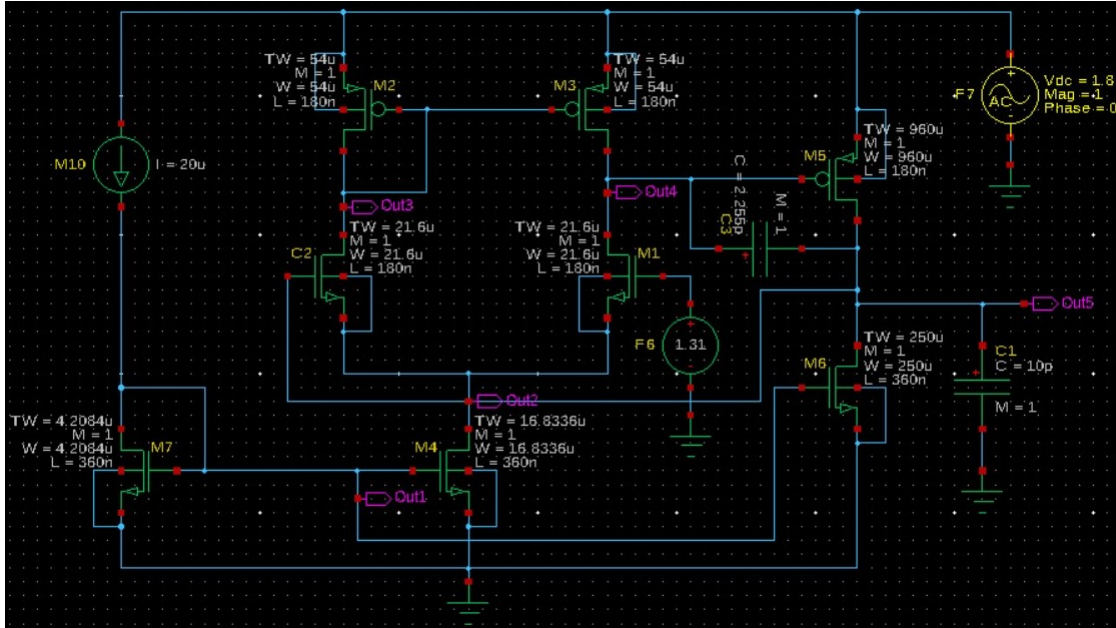 TW = 54u
M = 1
W = 54u
L = 180n
M2
TW = 54u
M = 1
W = 54u
L = 180n
M3
F7
AC
Vdc = 1.8
Mag = 1
Phase = 0
M10
I = 20u
TW = 960u
M = 1
W = 960u
L = 180n
M5
Out3
Out4
C = 2.255p
M = 1
C3
TW = 21.6u
M = 1
W = 21.6u
L = 180n
C2
TW = 21.6u
M = 1
W = 21.6u
L = 180n
M1
F6
1.31
Out5
TW = 250u
M = 1
W = 250u
L = 360n
M6
C1
C = 10p
M = 1
Out2
TW = 4.2084u
M = 1
W = 4.2084u
L = 360n
M7
TW = 16.8336u
M = 1
W = 16.8336u
L = 360n
M4
Out1